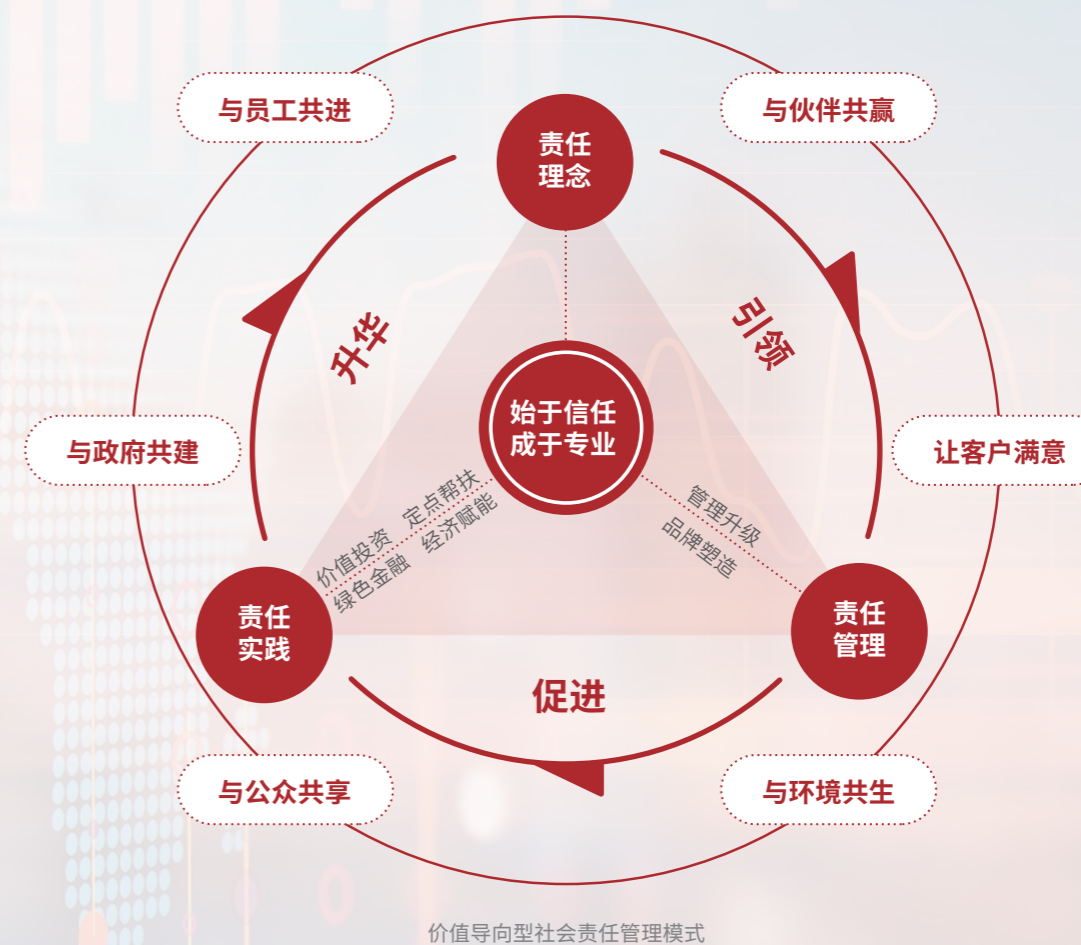 与员工共进
与伙伴共赢
责任
理念
升华
引领
始于信任
成于专业
与政府共建
让客户满意
价值投资 定点帮扶
绿色金融 经济赋能
管理升级
品牌塑造
责任
实践
责任
管理
促进
与公众共享
与环境共生
价值导向型社会责任管理模式